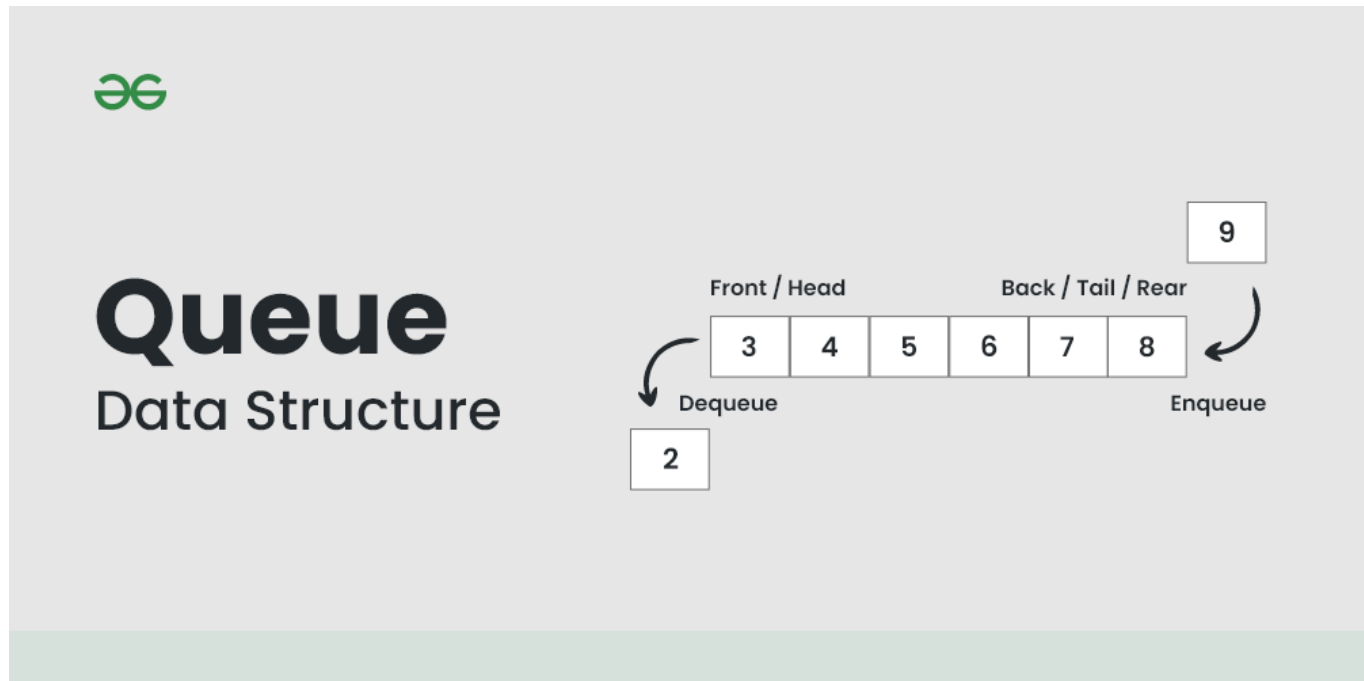 Queue
Data Structure
9
Front / Head
Back / Tail / Rear
3 4 5 6 7 8
Dequeue
Enqueue
2